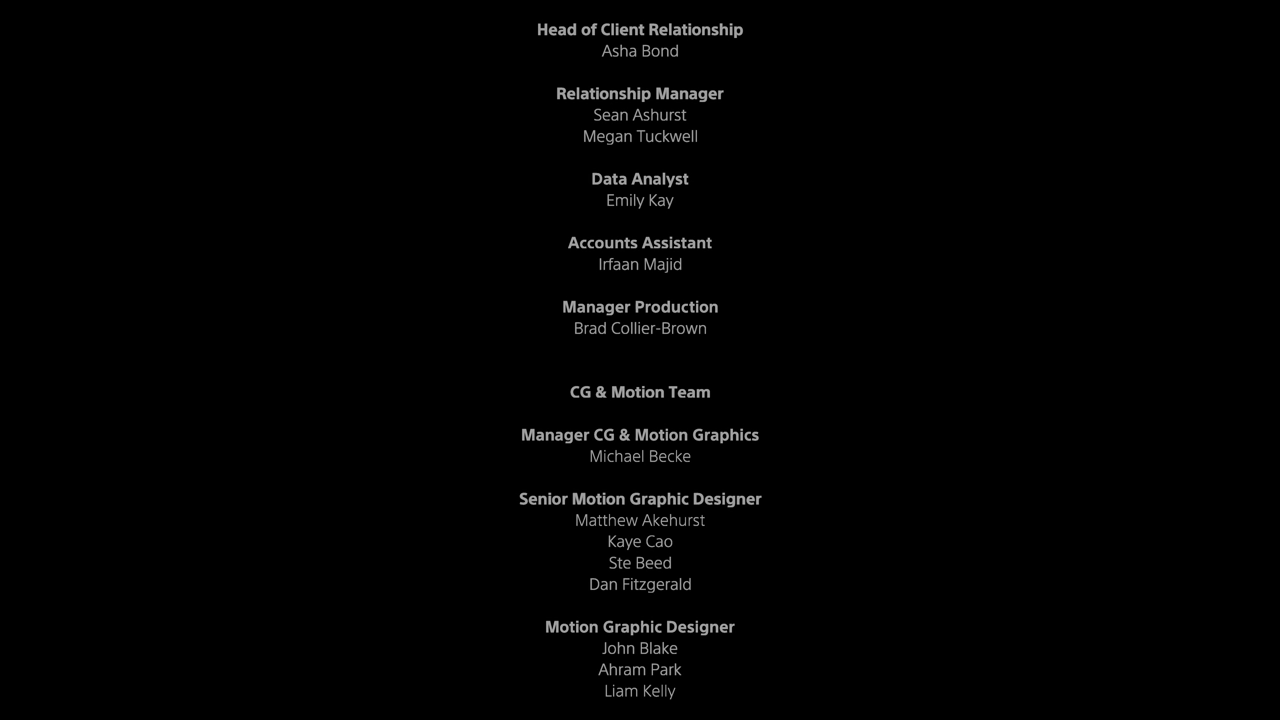 Head of Client Relationship
Asha Bond
Relationship Manager
Sean Ashurst
Megan Tuckwell
Data Analyst
Emily Kay
Accounts Assistant
Irfaan Majid
Manager Production
Brad Collier-Brown
CG & Motion Team
Manager CG & Motion Graphics
Michael Becke
Senior Motion Graphic Designer
Matthew Akehurst
Kaye Cao
Ste Beed
Dan Fitzgerald
Motion Graphic Designer
John Blake
Ahram Park
Liam Kelly